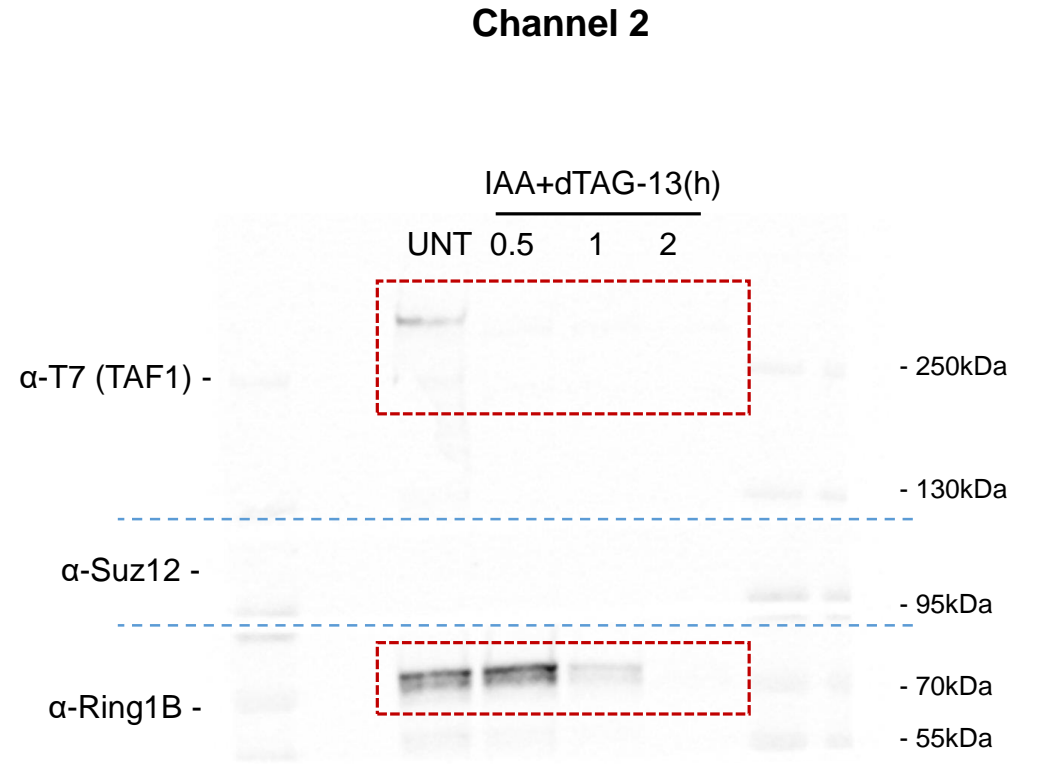 Channel 2
IAA+dTAG-13(h)
UNT 0.5 1 2
α-T7 (TAF1) -
- 250kDa
- 130kDa
α-Suz12 -
- 95kDa
- 70kDa
α-Ring1B -
- 55kDa